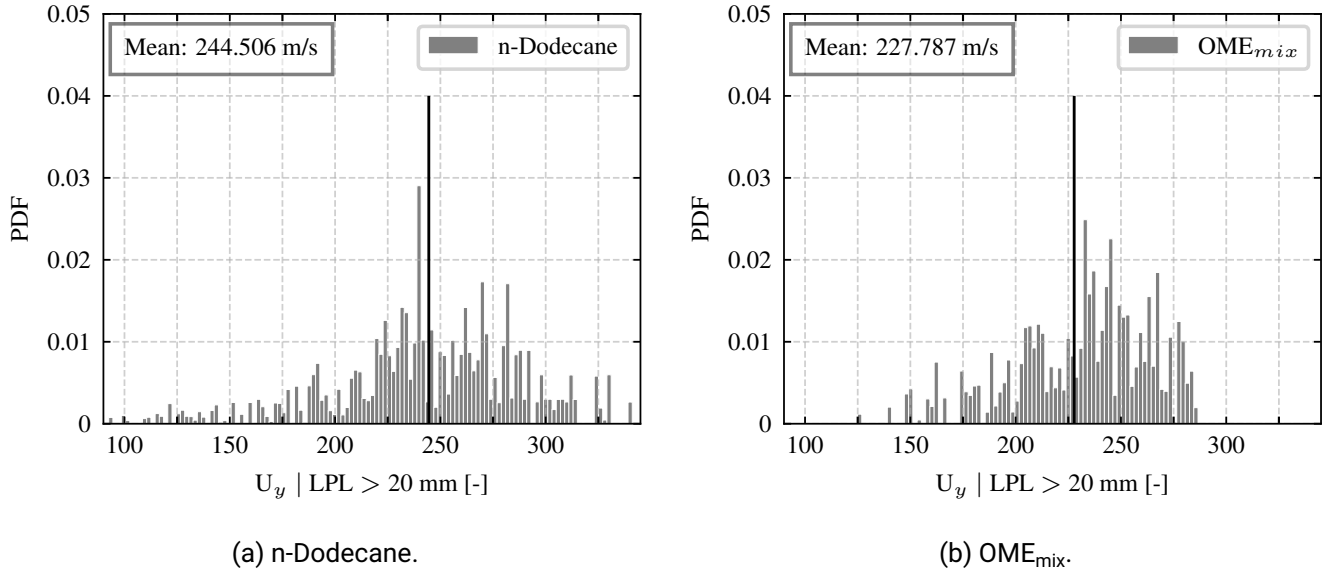 0.05
0.04
0.03
0.02
0.01
0
PDF
Mean: 244.506 m/s
n-Dodecane
100 150 200 250 300
U_y | LPL > 20 mm [-]
(a) n-Dodecane.
0.05
0.04
0.03
0.02
0.01
0
PDF
Mean: 227.787 m/s
OME_mix
100 150 200 250 300
U_y | LPL > 20 mm [-]
(b) OME_mix.